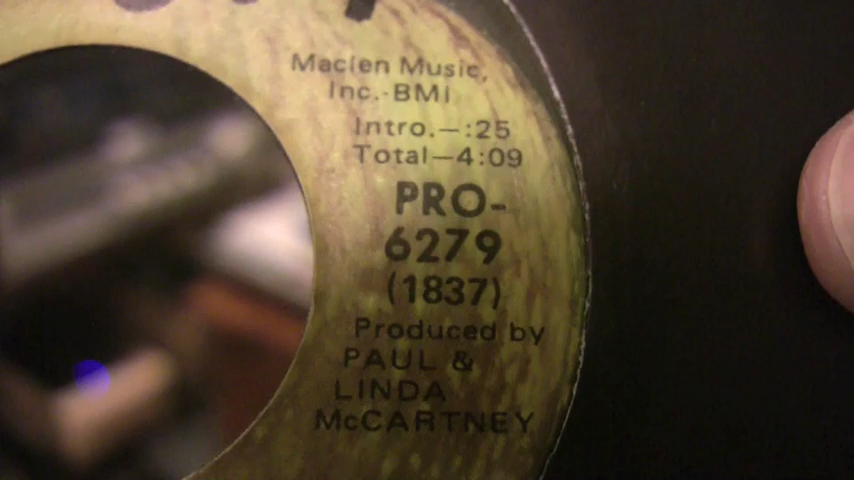 Maclen Music,
Inc.-BMI
Intro.—:25
Total—4:09
PRO-
6279
(1837)
Produced by
PAUL &
LINDA
McCARTNEY